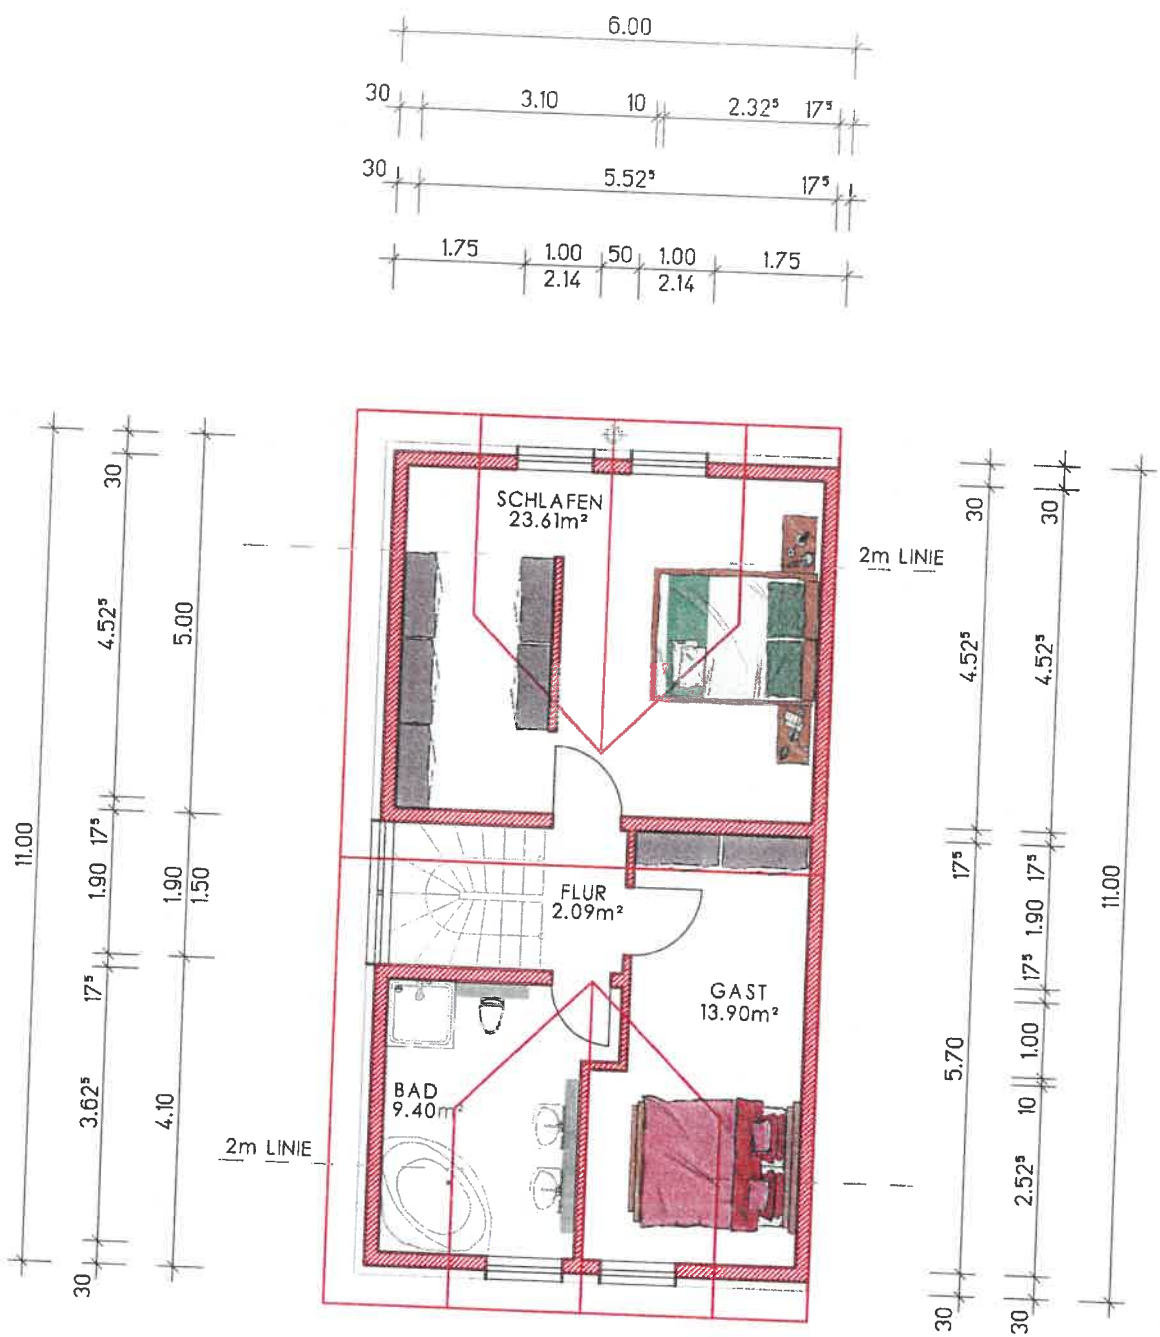 6.00
30 3.10 10 2.32⁵ 17⁵
30 5.52⁵ 17⁵
1.75 1.00 50 1.00 1.75
2.14 2.14
11.00
30
4.52⁵
17⁵
1.90
17⁵
3.62⁵
30
5.00
1.90
1.50
4.10
SCHLAFEN
23.61m²
2m LINIE
FLUR
2.09m²
GAST
13.90m²
BAD
9.40m²
2m LINIE
30
4.52⁵
17⁵
5.70
30
30
4.52⁵
17⁵
1.90
17⁵
1.00
10
2.52⁵
30
11.00